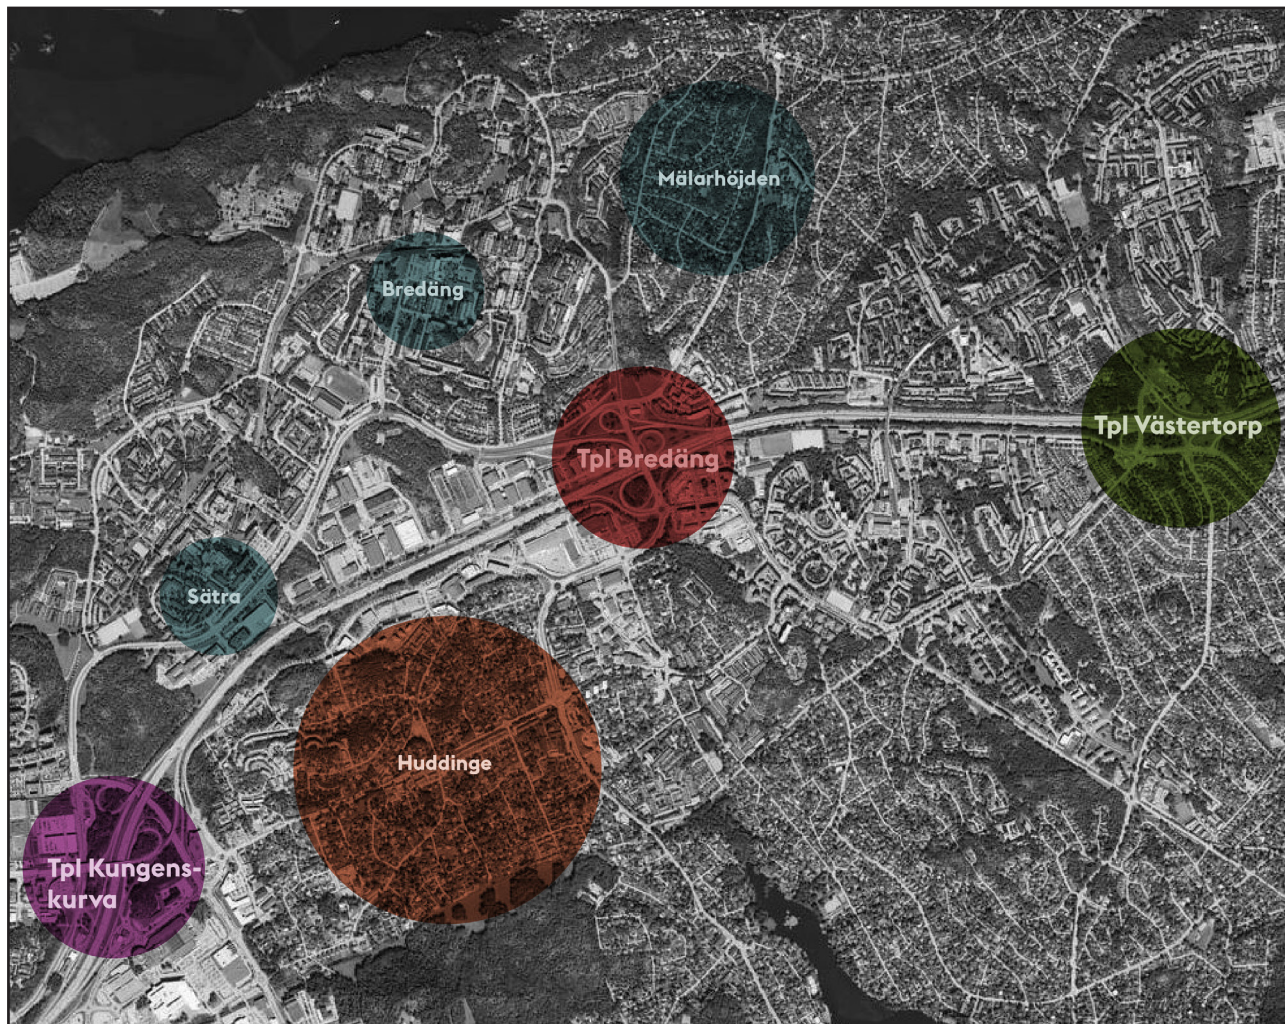 Mälarhöjden
Bredäng
Tpl Västertorp
Tpl Bredäng
Sätra
Huddinge
Tpl Kungens-
kurva